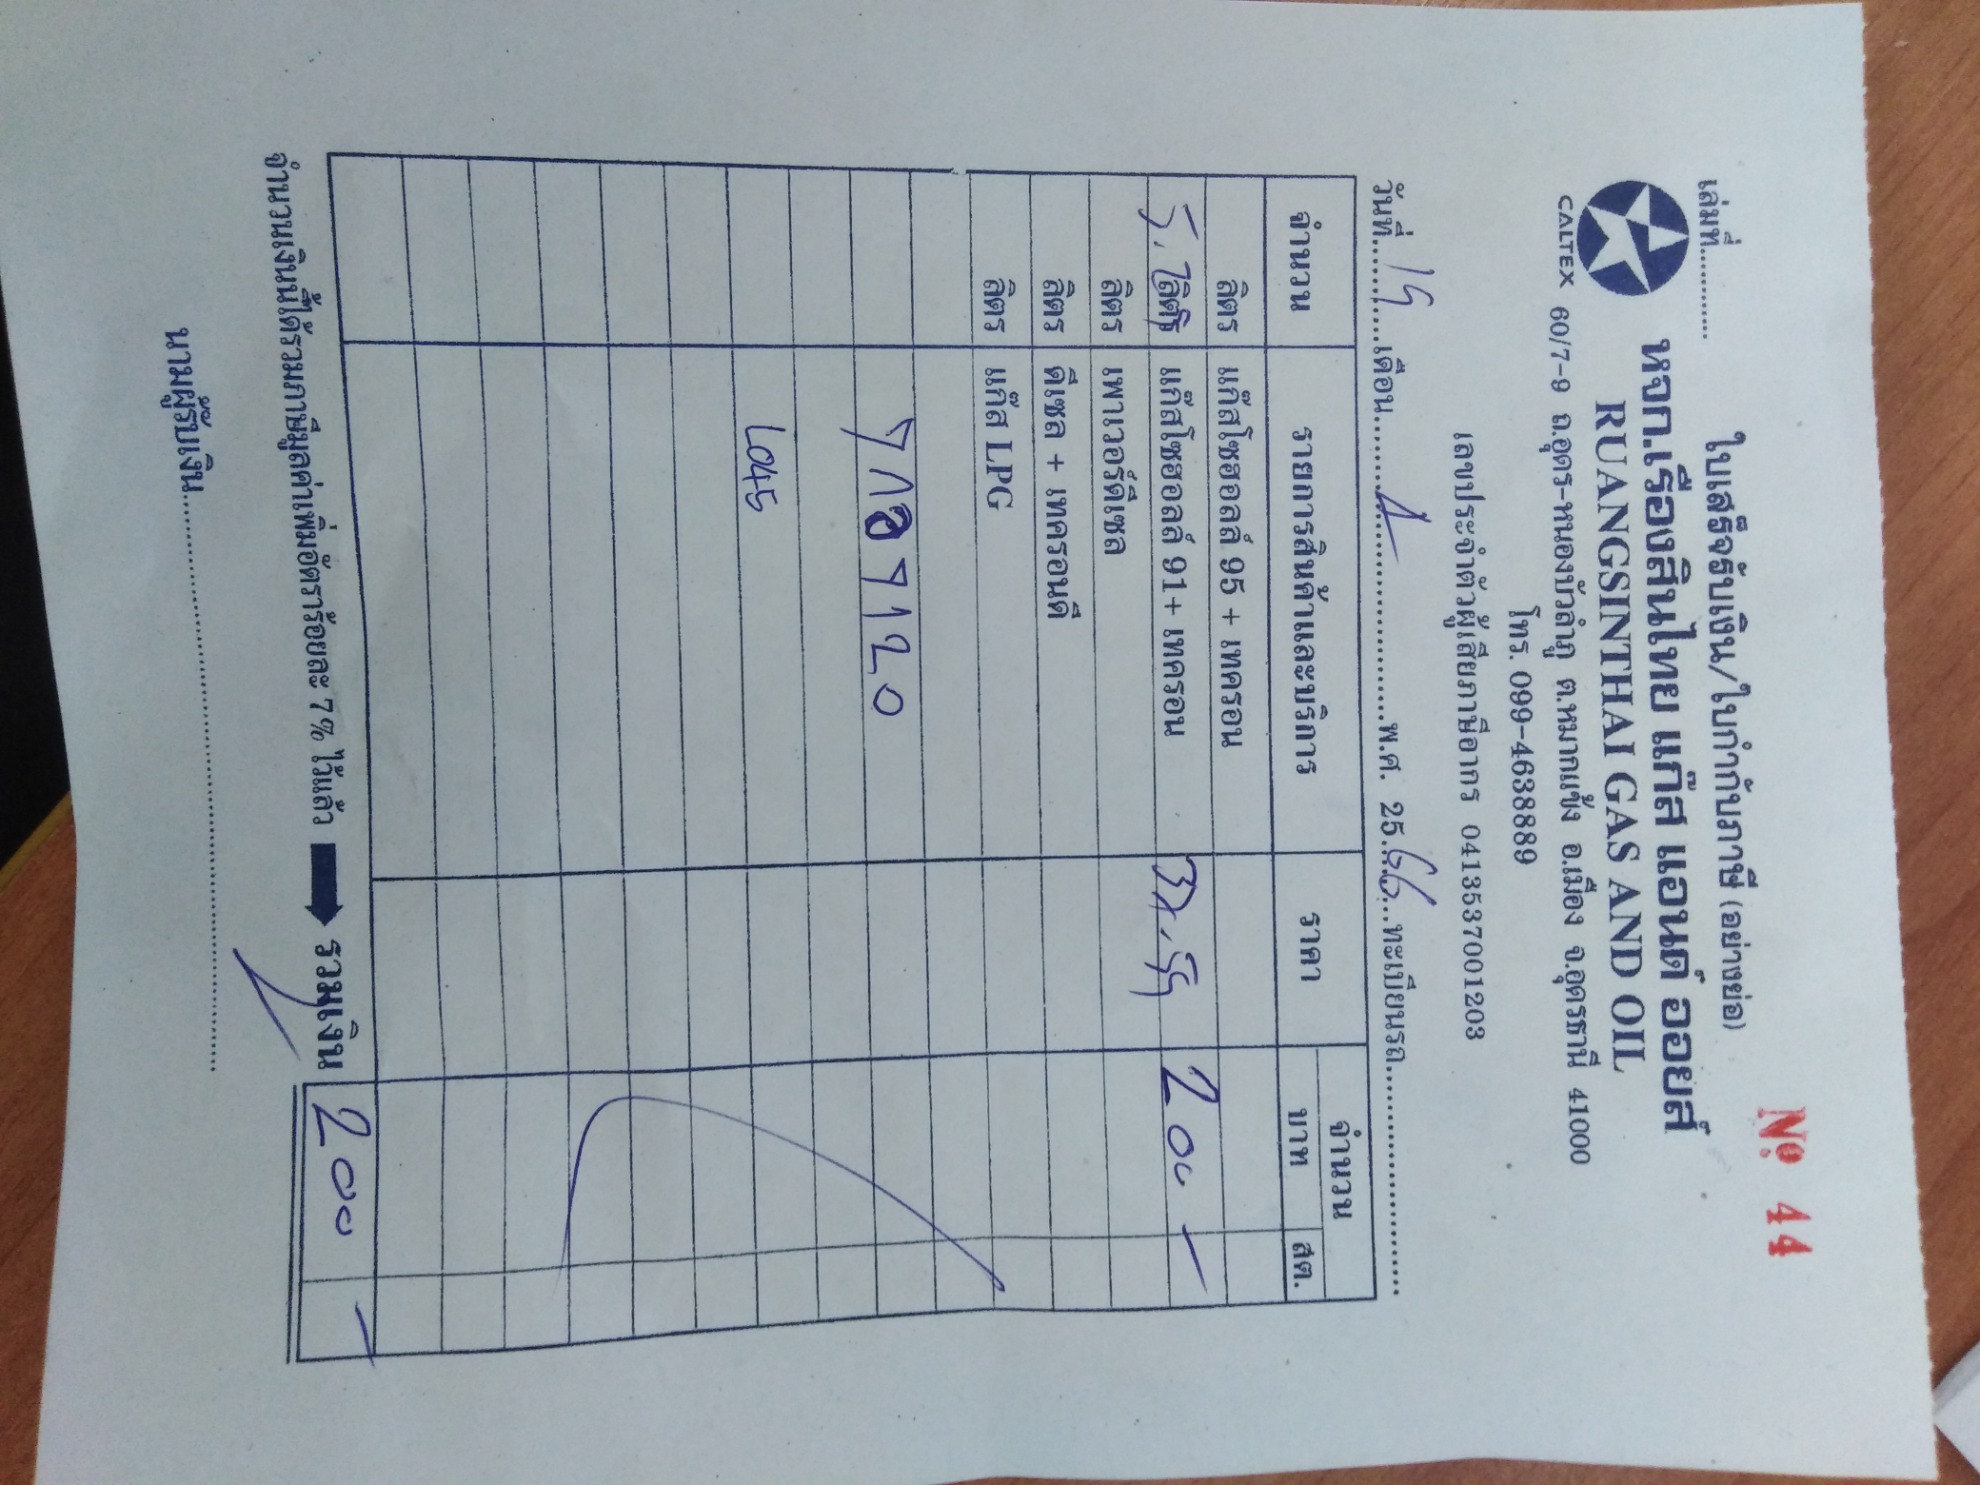 ใบเสร็จรับเงิน/ใบกำกับภาษี (อย่างย่อ)
เล่มที่............ № 44
หจก.เรืองสินไทย แก๊ส แอนด์ ออยส์
RUANGSINTHAI GAS AND OIL
CALTEX 60/7-9 ถ.อุดร-หนองบัวลำภู ต.หมากแข้ง อ.เมือง จ.อุดรธานี 41000
โทร. 099-4638889
เลขประจำตัวผู้เสียภาษีอากร 0413537001203
วันที่ 19 เดือน 1 พ.ศ. 2566 ทะเบียนรถ
จำนวน รายการสินค้าและบริการ ราคา จำนวน
บาท สต.
ลิตร แก๊สโซฮอลล์ 95 + เทครอน
ลิตร แก๊สโซฮอลล์ 91+ เทครอน 200 -
ลิตร เพาเวอร์ดีเซล
ลิตร ดีเซล + เทครอนดี
ลิตร แก๊ส LPG
จำนวนเงินนี้ได้รวมภาษีมูลค่าเพิ่มอัตราร้อยละ 7% ไว้แล้ว รวมเงิน 200 -
นามผู้รับเงิน